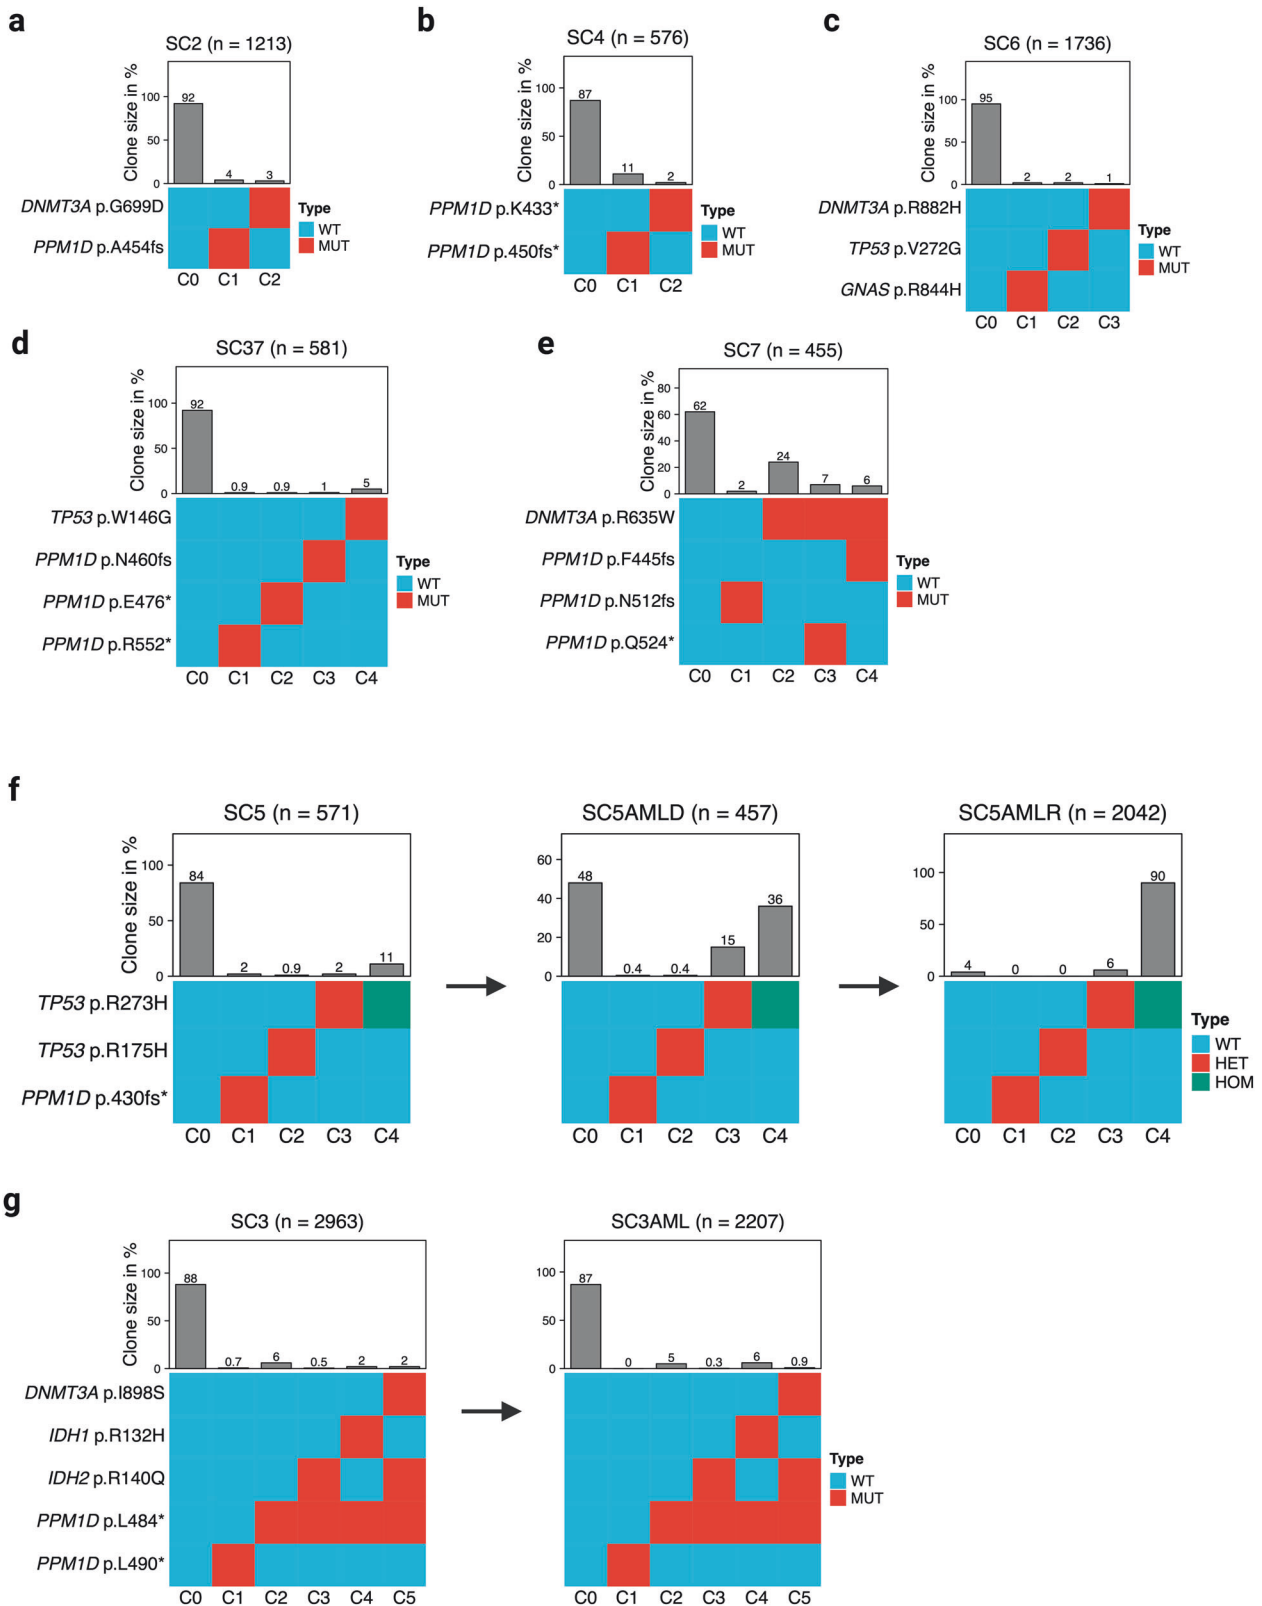 a
SC2 (n = 1213)
Clone size in %
100
50
0
92
4
3
DNMT3A p.G699D
PPM1D p.A454fs
C0 C1 C2
Type
WT
MUT
b
SC4 (n = 576)
Clone size in %
100
50
0
87
11
2
PPM1D p.K433*
PPM1D p.450fs*
C0 C1 C2
Type
WT
MUT
c
SC6 (n = 1736)
Clone size in %
100
50
0
95
2
2
1
DNMT3A p.R882H
TP53 p.V272G
GNAS p.R844H
C0 C1 C2 C3
Type
WT
MUT
d
SC37 (n = 581)
Clone size in %
100
50
0
92
0.9
0.9
1
5
TP53 p.W146G
PPM1D p.N460fs
PPM1D p.E476*
PPM1D p.R552*
C0 C1 C2 C3 C4
Type
WT
MUT
e
SC7 (n = 455)
Clone size in %
80
60
40
20
0
62
2
24
7
6
DNMT3A p.R635W
PPM1D p.F445fs
PPM1D p.N512fs
PPM1D p.Q524*
C0 C1 C2 C3 C4
Type
WT
MUT
f
SC5 (n = 571)
Clone size in %
100
50
0
84
2
0.9
2
11
TP53 p.R273H
TP53 p.R175H
PPM1D p.430fs*
C0 C1 C2 C3 C4
SC5AMLD (n = 457)
60
40
20
0
48
0.4
0.4
15
36
C0 C1 C2 C3 C4
SC5AMLR (n = 2042)
100
50
0
4
0
0
6
90
C0 C1 C2 C3 C4
Type
WT
HET
HOM
g
SC3 (n = 2963)
Clone size in %
100
50
0
88
0.7
6
0.5
2
2
DNMT3A p.I898S
IDH1 p.R132H
IDH2 p.R140Q
PPM1D p.L484*
PPM1D p.L490*
C0 C1 C2 C3 C4 C5
SC3AML (n = 2207)
100
50
0
87
0
5
0.3
6
0.9
C0 C1 C2 C3 C4 C5
Type
WT
MUT